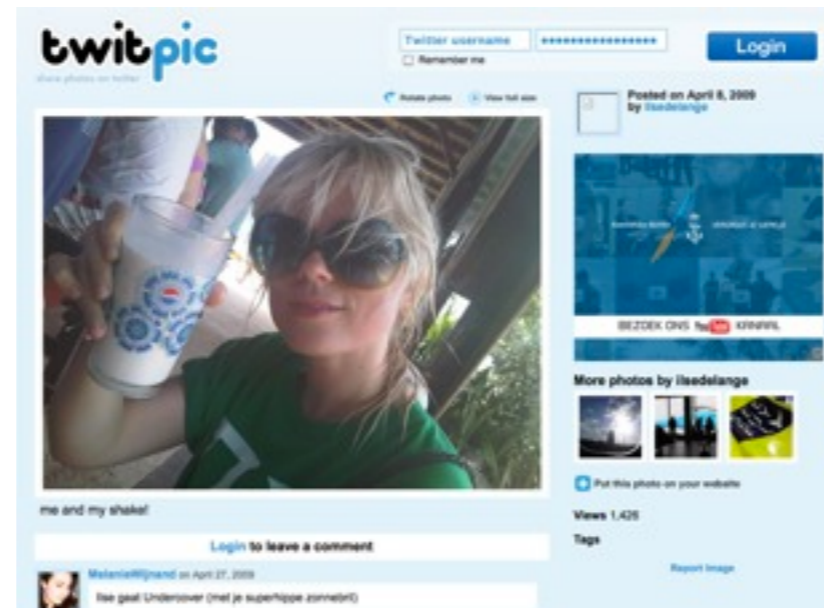 twitpic
share photos on twitter
Twitter username
Remember me
Login
Rotate photo
View full size
Posted on April 8, 2009
by ilsedelange
BEZOEK ONS YouTube KANAAL
More photos by ilsedelange
Put this photo on your website
me and my shake!
Views 1,426
Tags
Login to leave a comment
Report Image
MelanieWijnand on April 27, 2009
Ilse gaat Undercover (met je superhippe zonnebril)